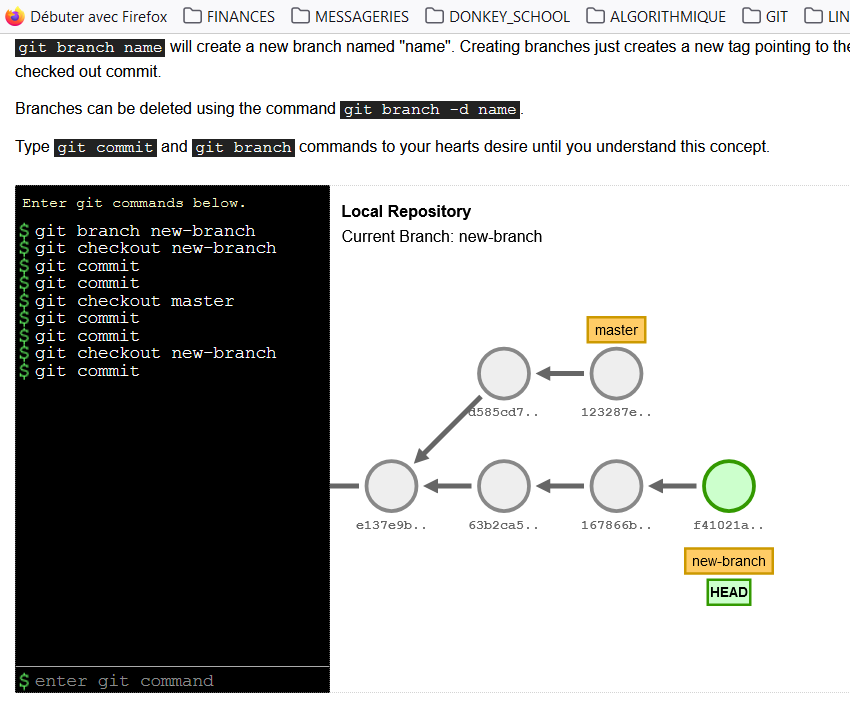 Débuter avec Firefox FINANCES MESSAGERIES DONKEY_SCHOOL ALGORITHMIQUE GIT LIN
git branch name will create a new branch named "name". Creating branches just creates a new tag pointing to the
checked out commit.
Branches can be deleted using the command git branch -d name.
Type git commit and git branch commands to your hearts desire until you understand this concept.
Enter git commands below.
$ git branch new-branch
$ git checkout new-branch
$ git commit
$ git commit
$ git checkout master
$ git commit
$ git commit
$ git checkout new-branch
$ git commit
$ enter git command
Local Repository
Current Branch: new-branch
master
d585cd7.. 123287e..
e137e9b.. 63b2ca5.. 167866b.. f41021a..
new-branch
HEAD